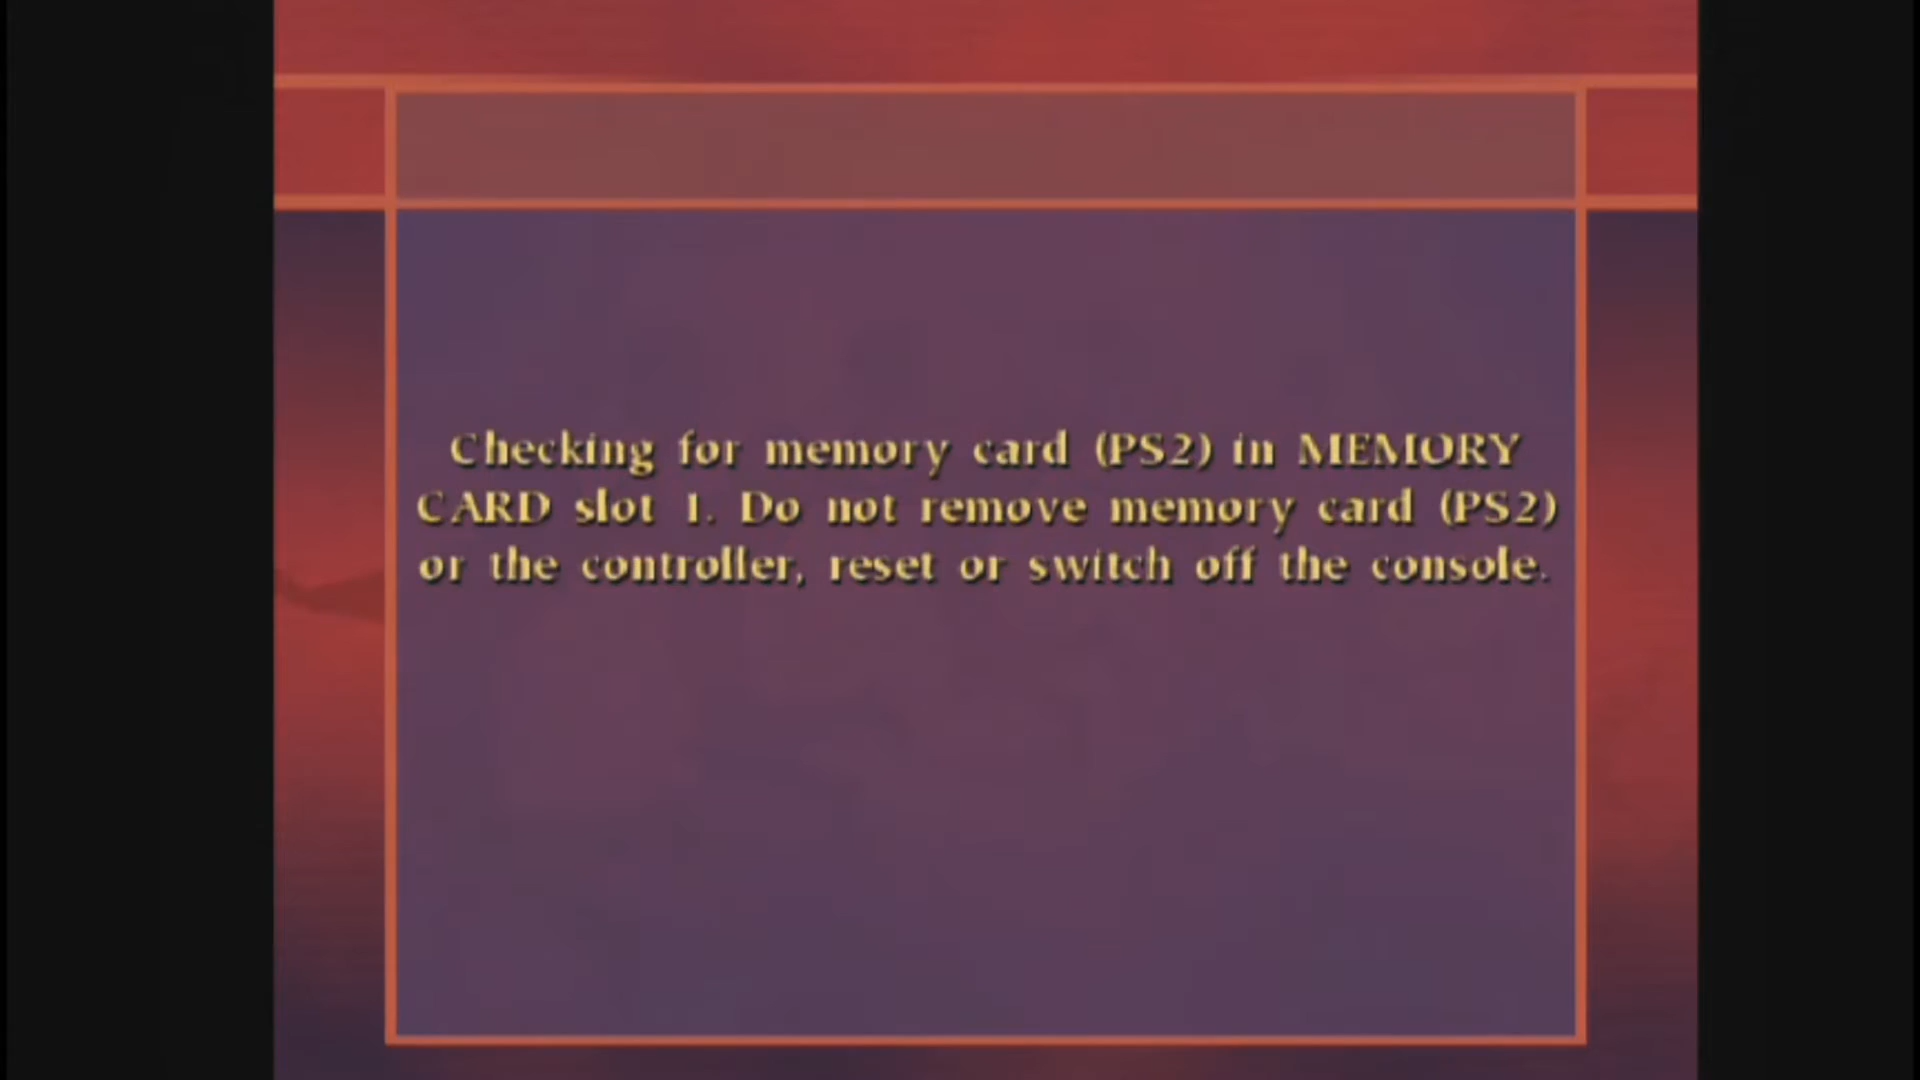 Checking for memory card (PS2) in MEMORY
CARD slot 1. Do not remove memory card (PS2)
or the controller, reset or switch off the console.